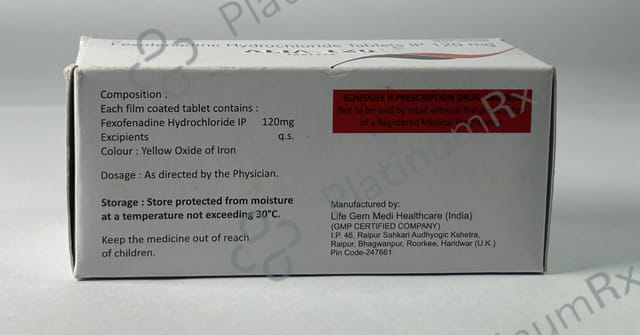 Fexofenadine Hydrochloride Tablets IP 120 mg
Composition :
Each film coated tablet contains :
Fexofenadine Hydrochloride IP 120mg
Excipients q.s.
Colour : Yellow Oxide of Iron
Dosage : As directed by the Physician.
Storage : Store protected from moisture
at a temperature not exceeding 30°C.
Keep the medicine out of reach
of children.
SCHEDULE H PRESCRIPTION DRUG
Not to be sold by retail without the
of a Registered Medical
Manufactured by:
Life Gem Medi Healthcare (India)
(GMP CERTIFIED COMPANY)
I.P. 46, Raipur Sahkari Audhyogic Kshetra,
Raipur, Bhagwanpur, Roorkee, Haridwar (U.K.)
Pin Code-247661
PlatinumRx